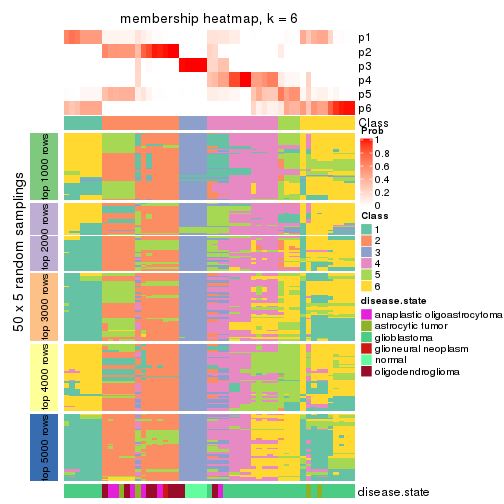 membership heatmap, k = 6
p1
p2
p3
p4
p5
p6
Class
50 x 5 random samplings
top 1000 rows
top 2000 rows
top 3000 rows
top 4000 rows
top 5000 rows
Prob
1
0.8
0.6
0.4
0.2
0
Class
1
2
3
4
5
6
disease.state
anaplastic oligoastrocytoma
astrocytic tumor
glioblastoma
glioneural neoplasm
normal
oligodendroglioma
disease.state